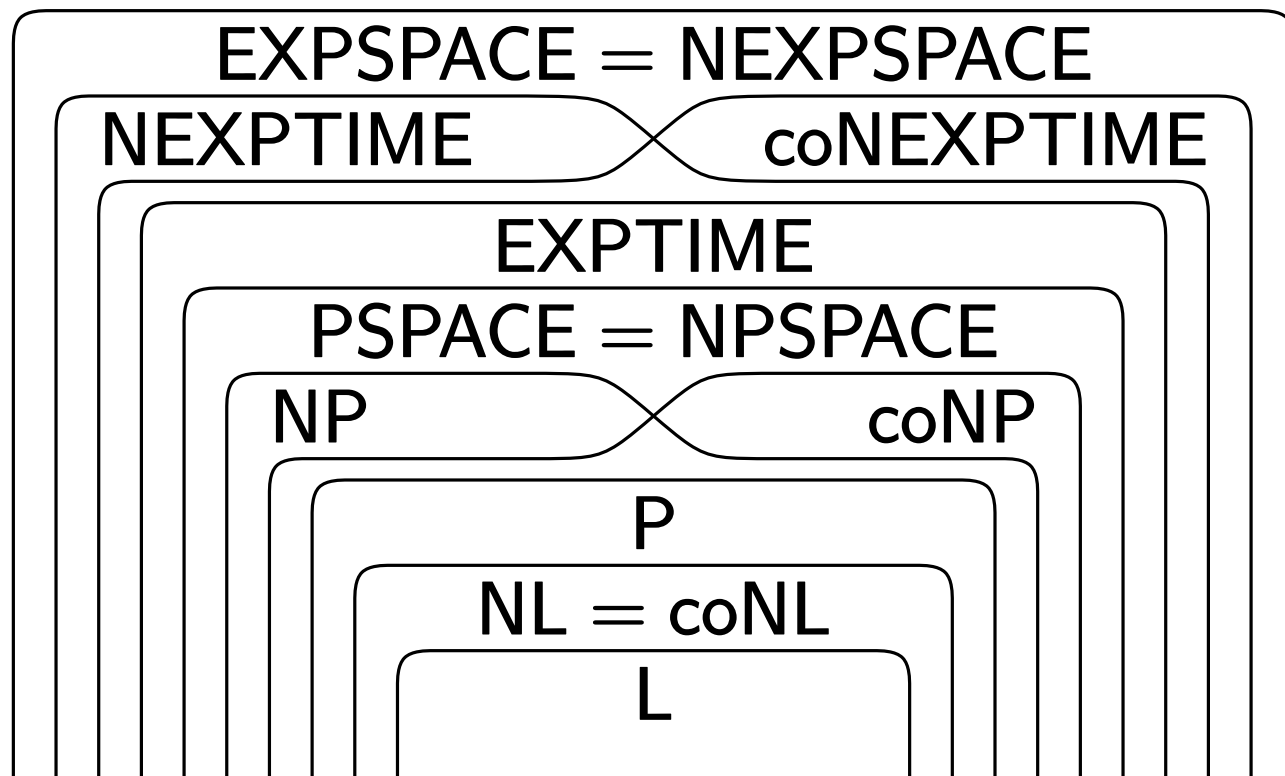 EXPSPACE = NEXPSPACE
NEXPTIME coNEXPTIME
EXPTIME
PSPACE = NPSPACE
NP coNP
P
NL = coNL
L